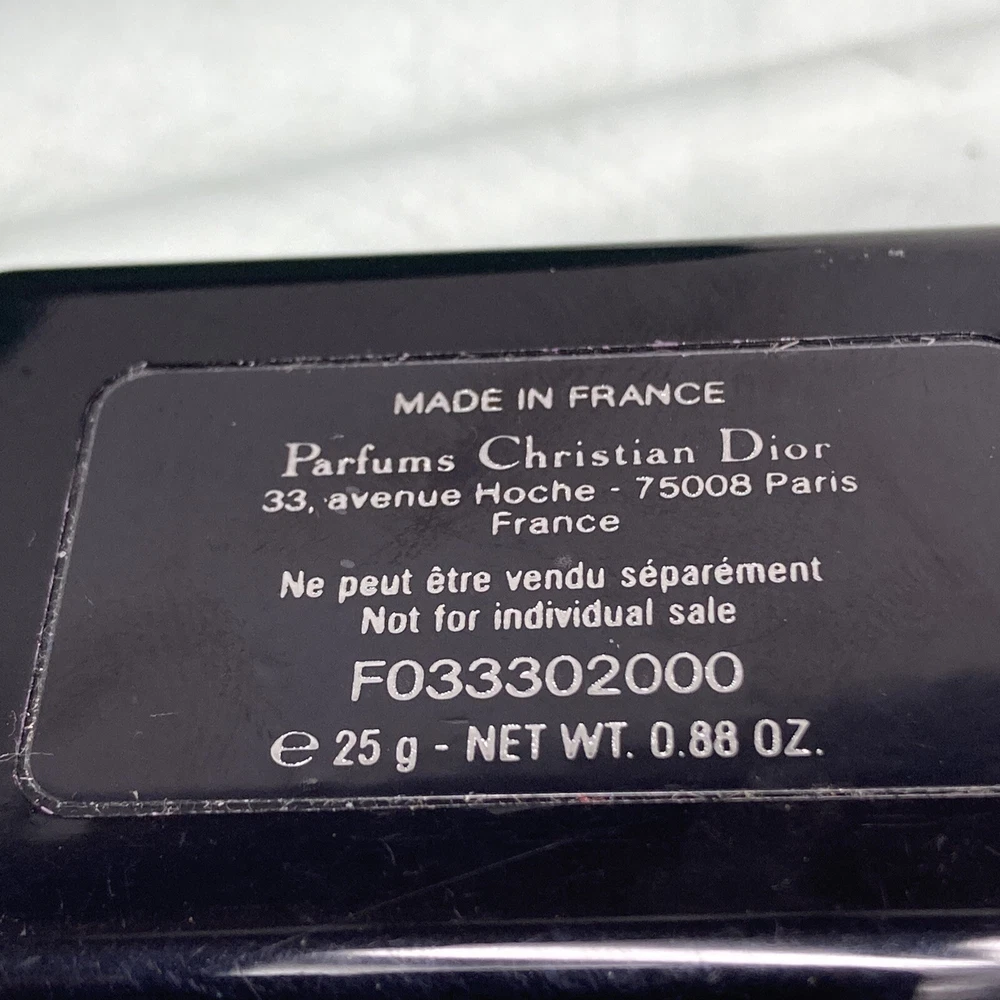 MADE IN FRANCE
Parfums Christian Dior
33, avenue Hoche - 75008 Paris
France
Ne peut être vendu séparément
Not for individual sale
F033302000
℮ 25 g - NET WT. 0.88 OZ.